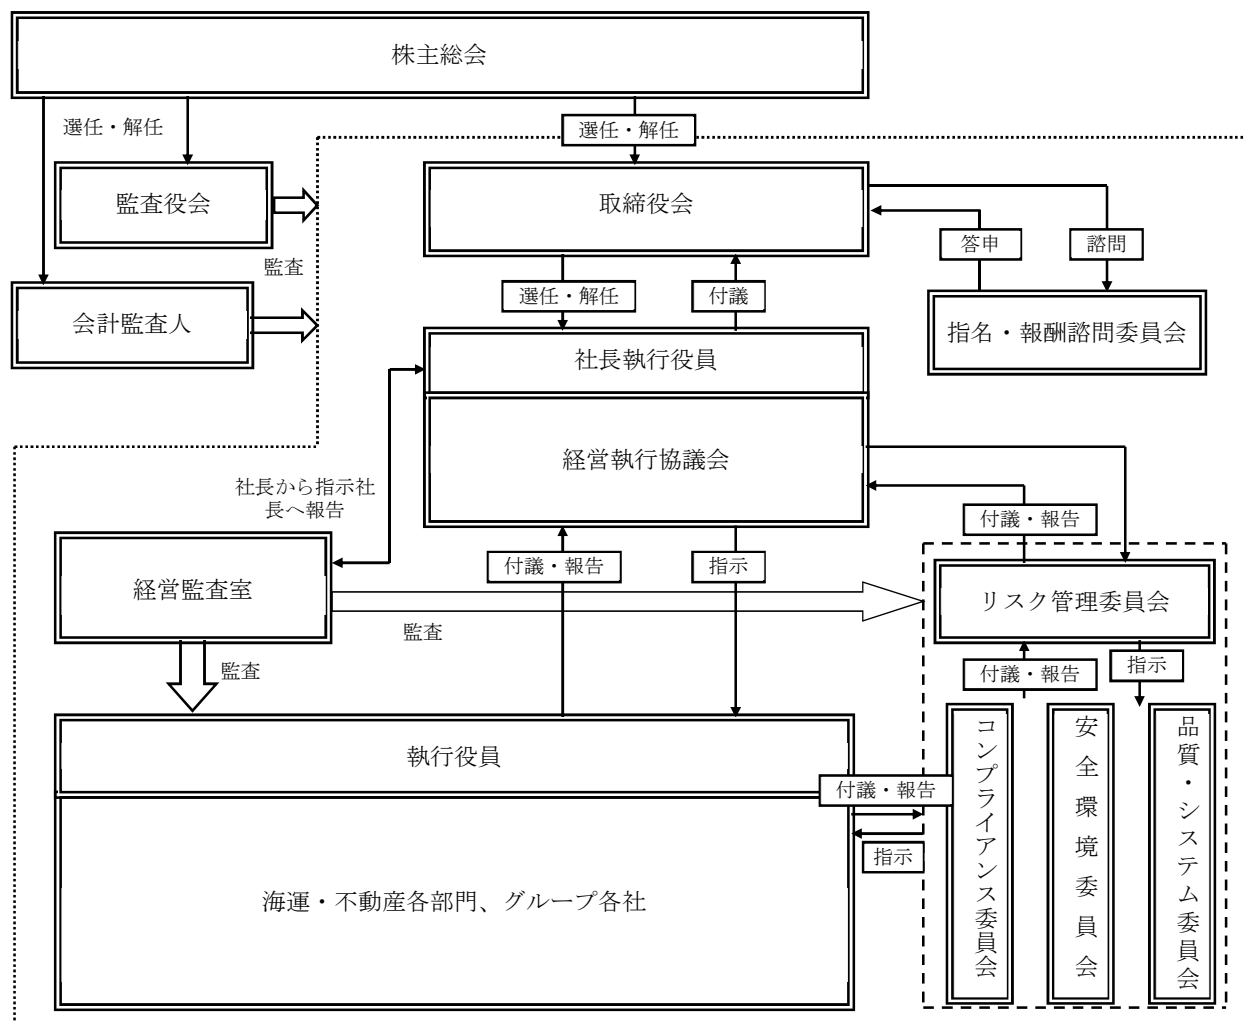 株主総会
選任・解任
選任・解任
監査役会
取締役会
監査
答申
諮問
会計監査人
選任・解任
付議
指名・報酬諮問委員会
社長執行役員
経営執行協議会
社長から指示社
長へ報告
付議・報告
経営監査室
付議・報告
指示
リスク管理委員会
監査
監査
付議・報告
指示
執行役員
コンプライアンス委員会
安全環境委員会
品質・システム委員会
付議・報告
指示
海運・不動産各部門、グループ各社